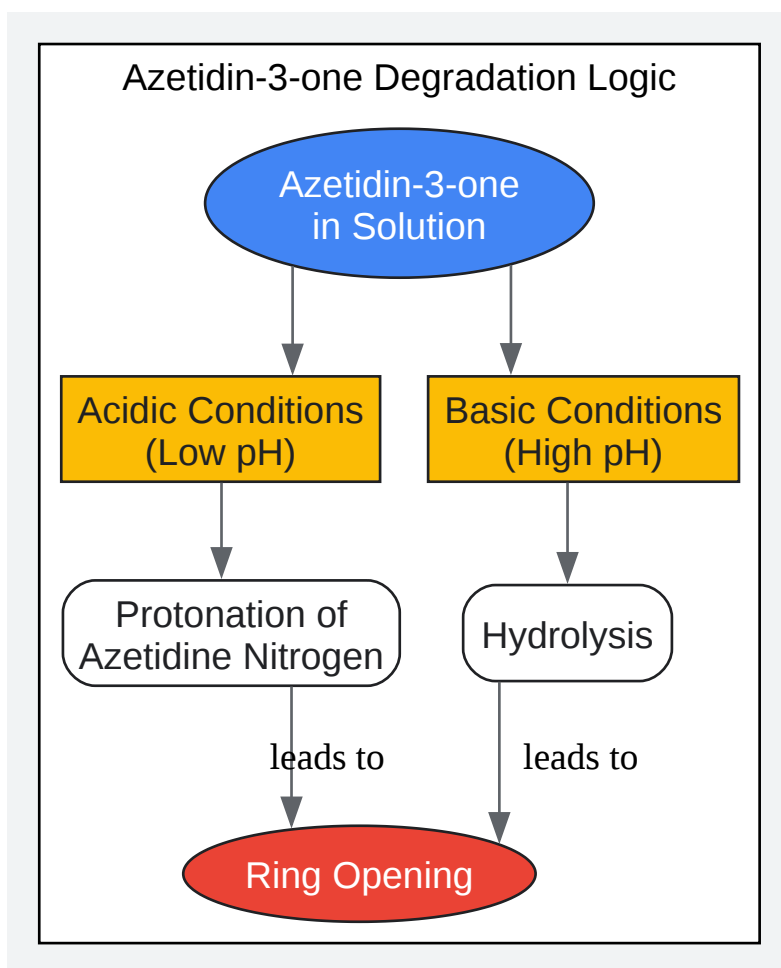 Azetidin-3-one Degradation Logic
Azetidin-3-one
in Solution
Acidic Conditions
(Low pH)
Basic Conditions
(High pH)
Protonation of
Azetidine Nitrogen
Hydrolysis
leads to
leads to
Ring Opening